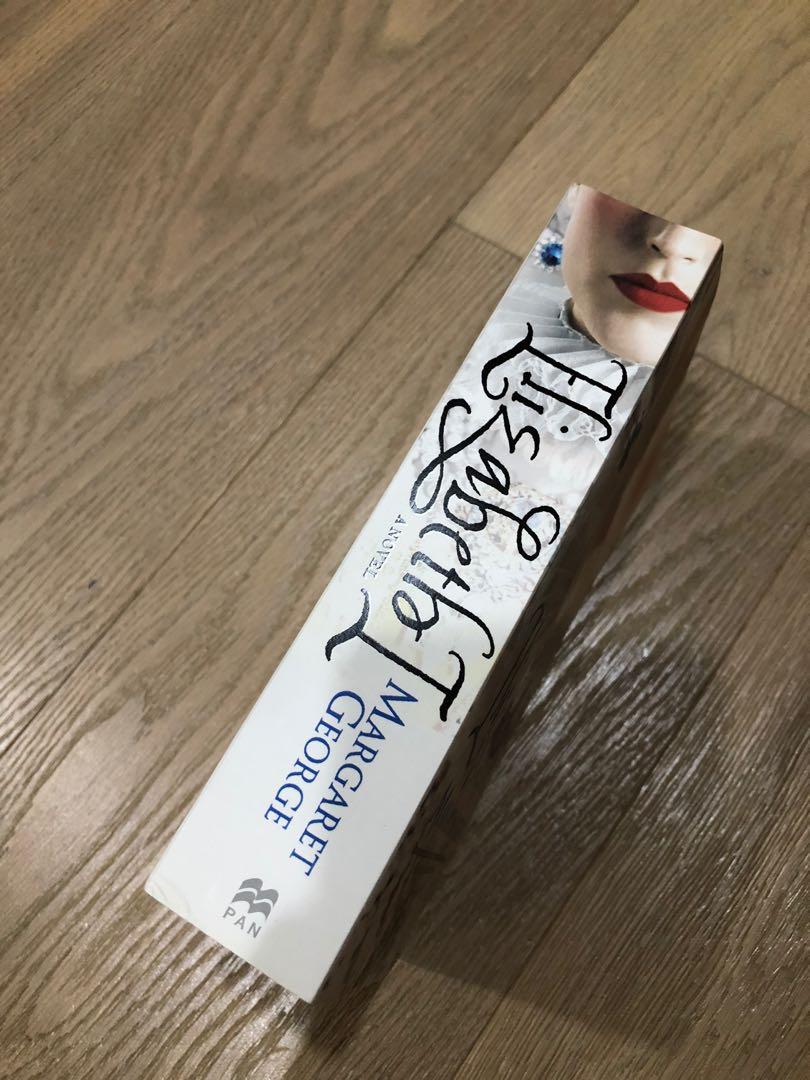 Elizabeth I
A NOVEL
MARGARET
GEORGE
PAN